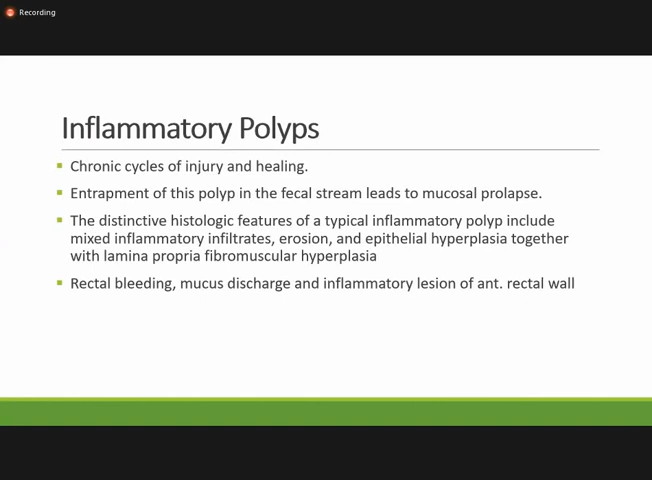 Recording
Inflammatory Polyps
Chronic cycles of injury and healing.
Entrapment of this polyp in the fecal stream leads to mucosal prolapse.
The distinctive histologic features of a typical inflammatory polyp include
mixed inflammatory infiltrates, erosion, and epithelial hyperplasia together
with lamina propria fibromuscular hyperplasia
Rectal bleeding, mucus discharge and inflammatory lesion of ant. rectal wall